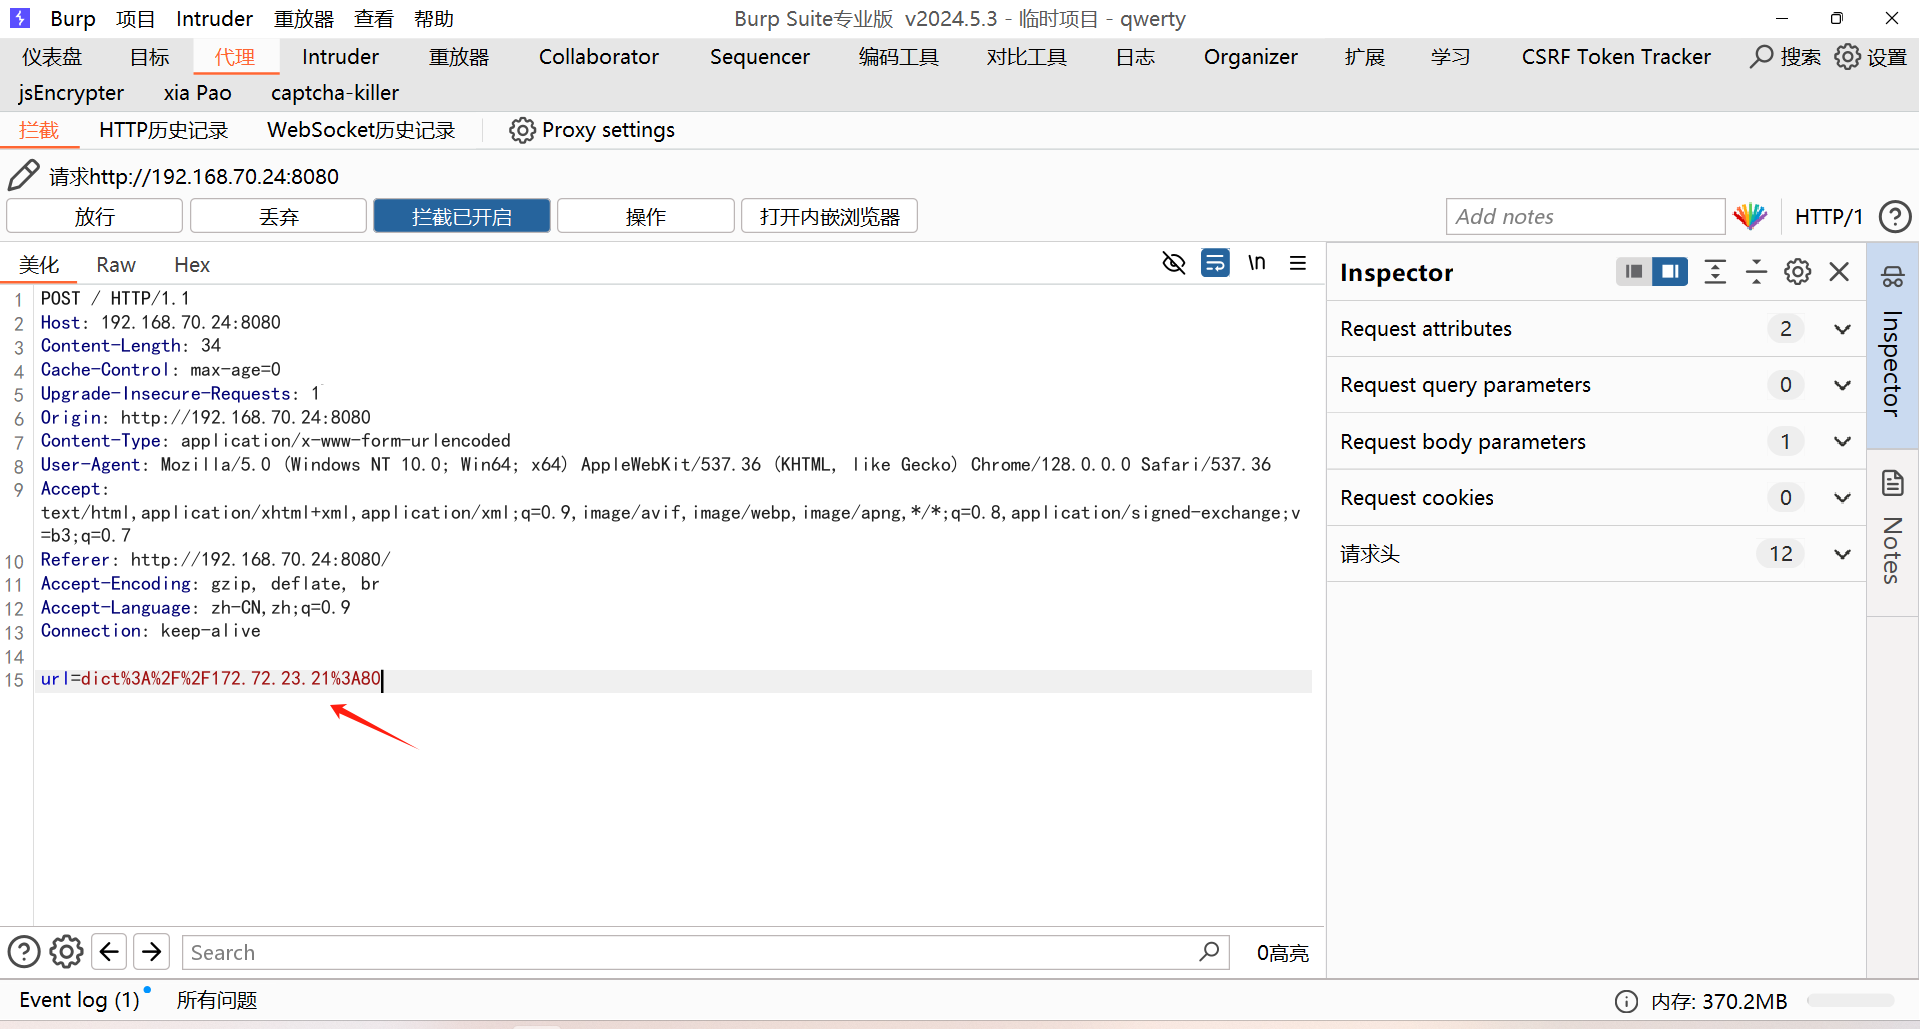 Burp 项目 Intruder 重放器 查看 帮助 Burp Suite专业版 v2024.5.3 - 临时项目 - qwerty
仪表盘 目标 代理 Intruder 重放器 Collaborator Sequencer 编码工具 对比工具 日志 Organizer 扩展 学习 CSRF Token Tracker 搜索 设置
jsEncrypter xia Pao captcha-killer
拦截 HTTP历史记录 WebSocket历史记录 Proxy settings
请求http://192.168.70.24:8080
放行 丢弃 拦截已开启 操作 打开内嵌浏览器 Add notes HTTP/1
美化 Raw Hex \n
1 POST / HTTP/1.1
2 Host: 192.168.70.24:8080
3 Content-Length: 34
4 Cache-Control: max-age=0
5 Upgrade-Insecure-Requests: 1
6 Origin: http://192.168.70.24:8080
7 Content-Type: application/x-www-form-urlencoded
8 User-Agent: Mozilla/5.0 (Windows NT 10.0; Win64; x64) AppleWebKit/537.36 (KHTML, like Gecko) Chrome/128.0.0.0 Safari/537.36
9 Accept:
text/html,application/xhtml+xml,application/xml;q=0.9,image/avif,image/webp,image/apng,*/*;q=0.8,application/signed-exchange;v
=b3;q=0.7
10 Referer: http://192.168.70.24:8080/
11 Accept-Encoding: gzip, deflate, br
12 Accept-Language: zh-CN,zh;q=0.9
13 Connection: keep-alive
14
15 url=dict%3A%2F%2F172.72.23.21%3A80
Inspector
Request attributes 2
Request query parameters 0
Request body parameters 1
Request cookies 0
请求头 12
Inspector
Notes
Search 0高亮
Event log (1) 所有问题 内存: 370.2MB